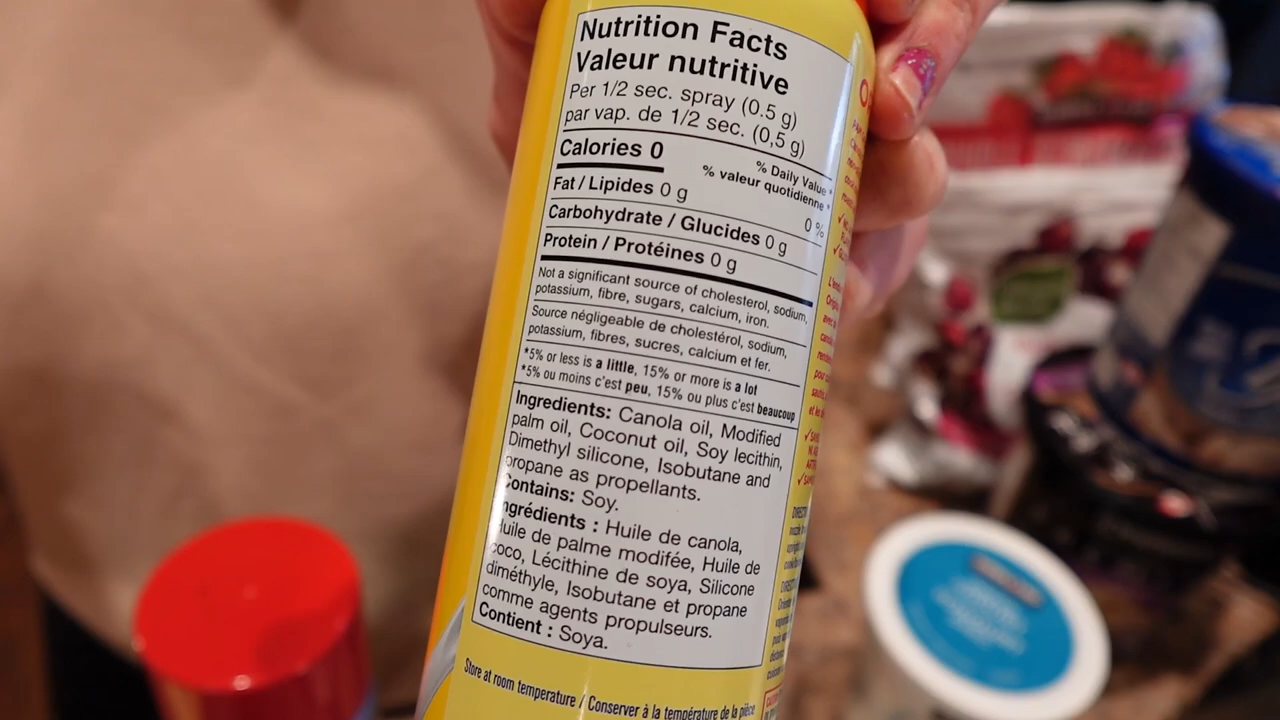 Nutrition Facts
Valeur nutritive
Per 1/2 sec. spray (0.5 g)
par vap. de 1/2 sec. (0,5 g)
Calories 0
% Daily Value*
% valeur quotidienne*
Fat / Lipides 0 g
0 %
Carbohydrate / Glucides 0 g
Protein / Protéines 0 g
Not a significant source of cholesterol, sodium,
potassium, fibre, sugars, calcium, iron.
Source négligeable de cholestérol, sodium,
potassium, fibres, sucres, calcium et fer.
*5% or less is a little, 15% or more is a lot
*5% ou moins c'est peu, 15% ou plus c'est beaucoup
Ingredients: Canola oil, Modified
palm oil, Coconut oil, Soy lecithin,
Dimethyl silicone, Isobutane and
propane as propellants.
Contains: Soy.
Ingrédients : Huile de canola,
Huile de palme modifée, Huile de
coco, Lécithine de soya, Silicone
diméthyle, Isobutane et propane
comme agents propulseurs.
Contient : Soya.
Store at room temperature / Conserver à la température de la pièce